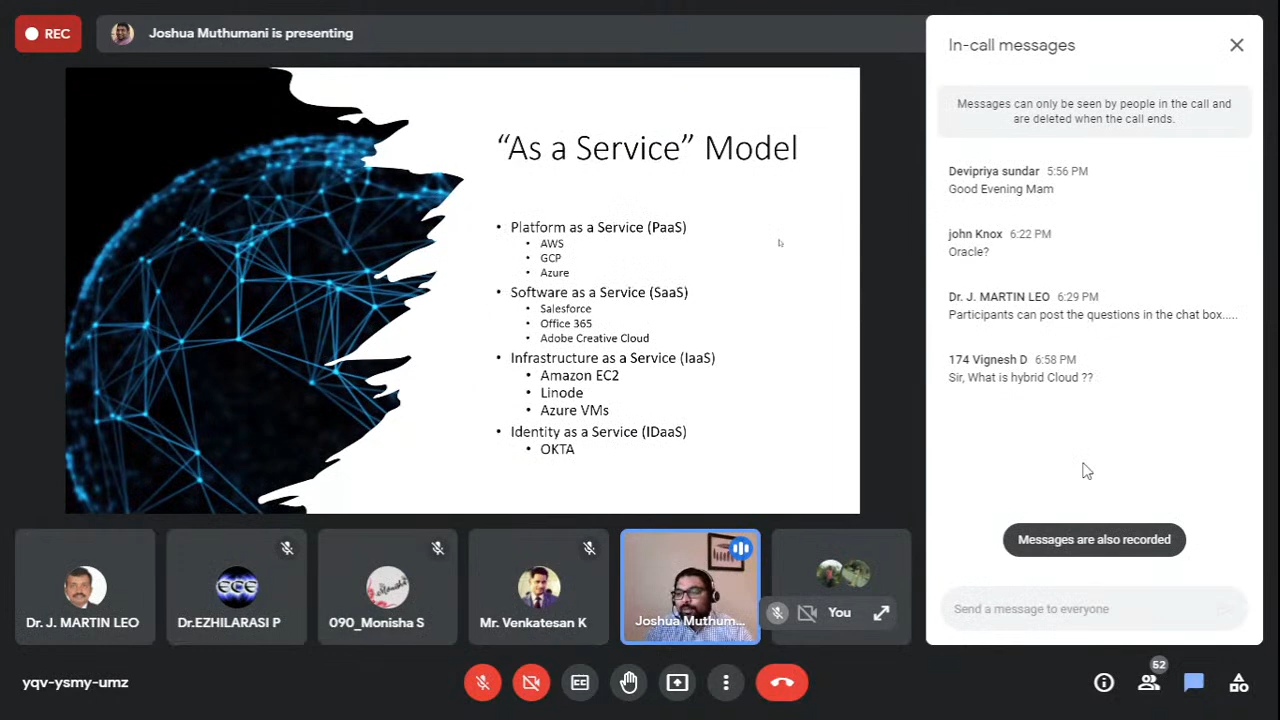 REC
Joshua Muthumani is presenting
“As a Service” Model
• Platform as a Service (PaaS)
• AWS
• GCP
• Azure
• Software as a Service (SaaS)
• Salesforce
• Office 365
• Adobe Creative Cloud
• Infrastructure as a Service (IaaS)
• Amazon EC2
• Linode
• Azure VMs
• Identity as a Service (IDaaS)
• OKTA
In-call messages
Messages can only be seen by people in the call and
are deleted when the call ends.
Devipriya sundar 5:56 PM
Good Evening Mam
john Knox 6:22 PM
Oracle?
Dr. J. MARTIN LEO 6:29 PM
Participants can post the questions in the chat box.....
174 Vignesh D 6:58 PM
Sir, What is hybrid Cloud ??
Messages are also recorded
Send a message to everyone
Dr. J. MARTIN LEO
ECE
Dr.EZHILARASI P
090_Monisha S
Mr. Venkatesan K
Joshua Muthum...
You
yqv-ysmy-umz
CC
52